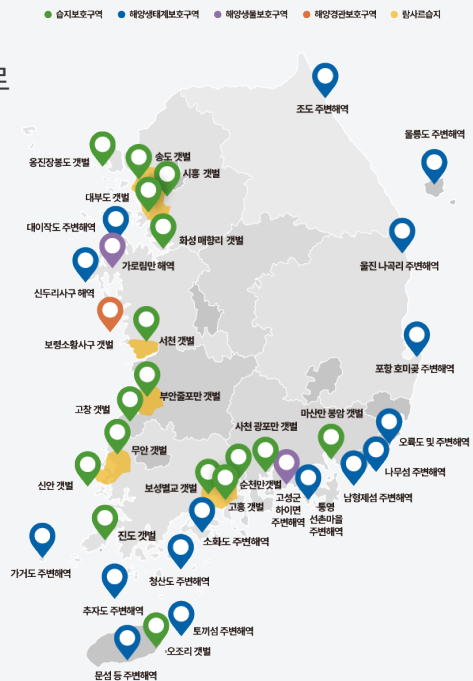 습지보호구역 해양생태계보호구역 해양생물보호구역 해양경관보호구역 람사르습지
로
조도 주변해역
울릉도 주변해역
옹진장봉도 갯벌
송도 갯벌
시흥 갯벌
대부도 갯벌
대이작도 주변해역
화성 매향리 갯벌
울진 나곡리 주변해역
가로림만 해역
신두리사구 해역
보령소황사구 갯벌
서천 갯벌
포항 호미곶 주변해역
부안줄포만 갯벌
고창 갯벌
마산만 봉암 갯벌
사천 광포만 갯벌
오륙도 및 주변해역
무안 갯벌
나무섬 주변해역
신안 갯벌
보성벌교 갯벌
순천만갯벌
고성군
하이면
주변해역
남형제섬 주변해역
통영
선촌마을
주변해역
고흥 갯벌
진도 갯벌
소화도 주변해역
가거도 주변해역
청산도 주변해역
추자도 주변해역
토끼섬 주변해역
오조리 갯벌
문섬 등 주변해역